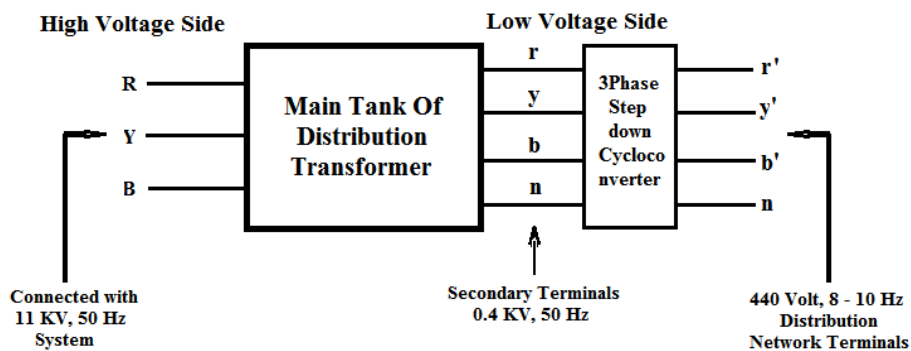 High Voltage Side
Low Voltage Side
R
Y
B
Main Tank Of
Distribution
Transformer
r
y
b
n
3Phase
Step
down
Cycloco
nverter
r'
y'
b'
n
Connected with
11 KV, 50 Hz
System
Secondary Terminals
0.4 KV, 50 Hz
440 Volt, 8 - 10 Hz
Distribution
Network Terminals